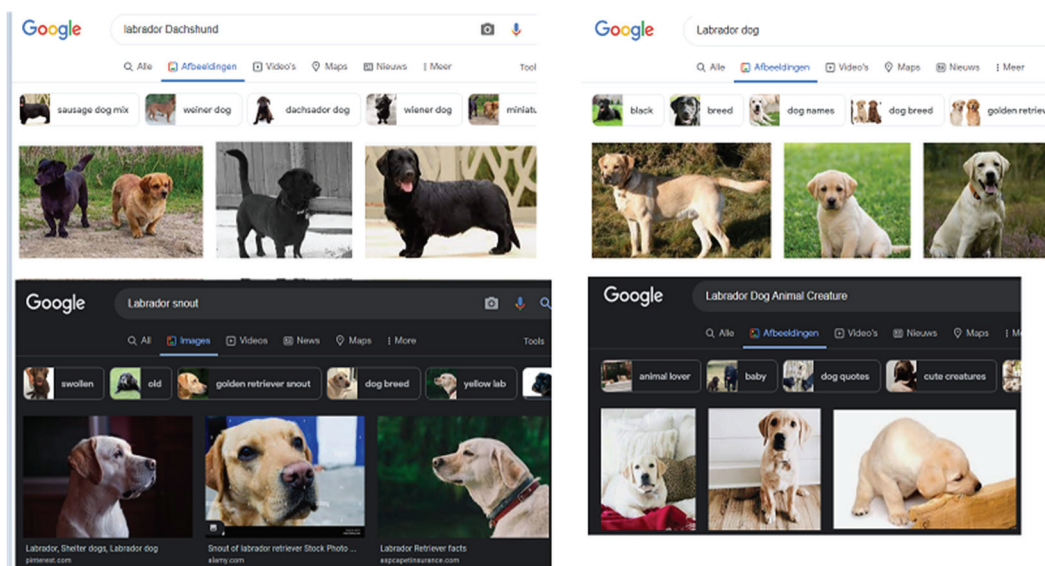 Google
labrador Dachshund
Alle Afbeeldingen Video's Maps Nieuws Meer Tool
sausage dog mix weiner dog dachsador dog wiener dog miniatu
Google
Labrador snout
All Images Videos News Maps More Tools
swollen old golden retriever snout dog breed yellow lab
Labrador, Shelter dogs, Labrador dog
pinterest.com
Snout of labrador retriever Stock Photo ...
alamy.com
Labrador Retriever facts
aspcapetinsurance.com
Google
Labrador dog
Alle Afbeeldingen Video's Maps Nieuws Meer
black breed dog names dog breed golden retriev
Google
Labrador Dog Animal Creature
Alle Afbeeldingen Video's Nieuws Maps M
animal lover baby dog quotes cute creatures